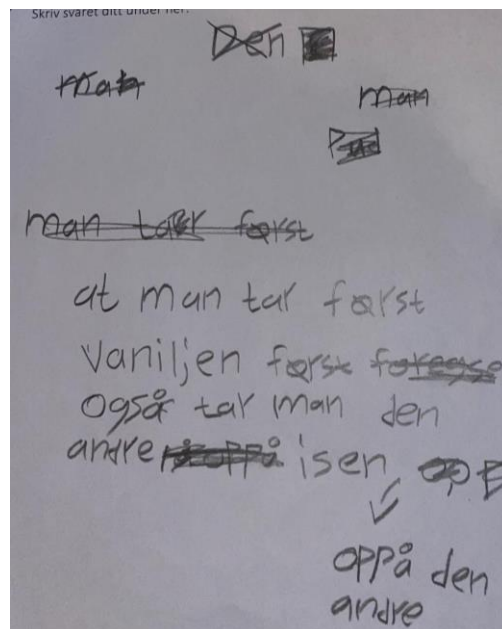 Skriv svaret ditt under her:
Den
man
man
man tar først
at man tar først
vaniljen først
også tar man den
andre isen
oppå den
andre